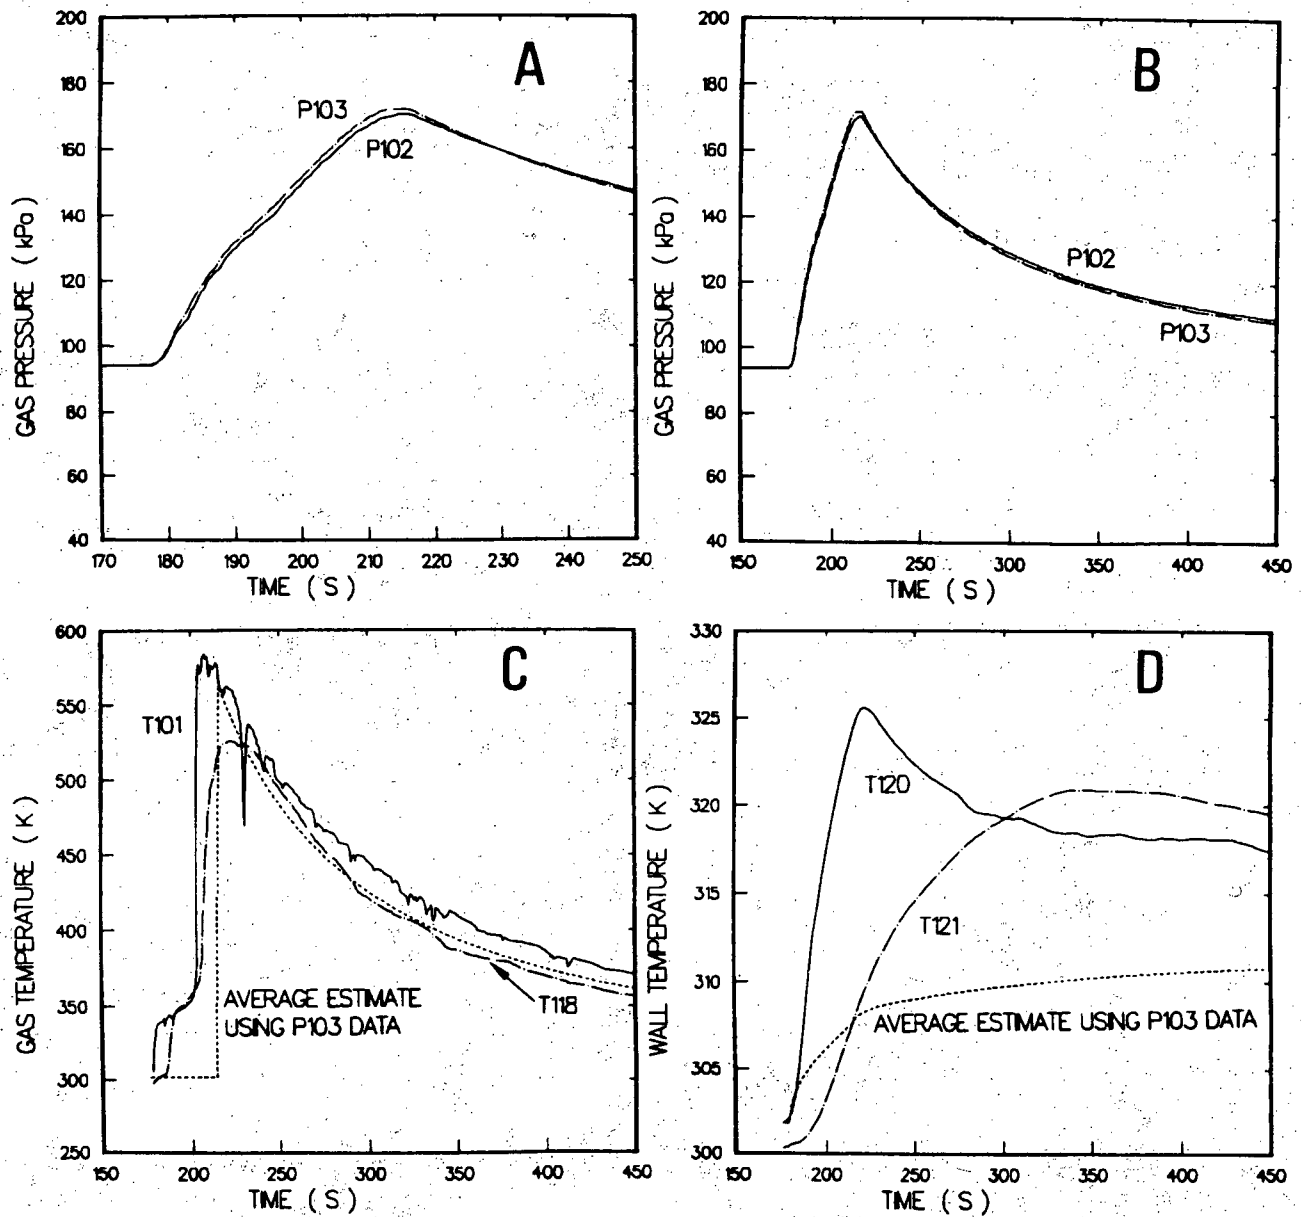 A
200
180
160
140
120
100
80
60
40
GAS PRESSURE (kPa)
P103
P102
170 180 190 200 210 220 230 240 250
TIME (S)
B
200
180
160
140
120
100
80
60
40
GAS PRESSURE (kPa)
P102
P103
150 200 250 300 350 400 450
TIME (S)
C
600
550
500
450
400
350
300
250
GAS TEMPERATURE (K)
T101
AVERAGE ESTIMATE
USING P103 DATA
T118
150 200 250 300 350 400 450
TIME (S)
D
330
325
320
315
310
305
300
WALL TEMPERATURE (K)
T120
T121
AVERAGE ESTIMATE USING P103 DATA
150 200 250 300 350 400 450
TIME (S)